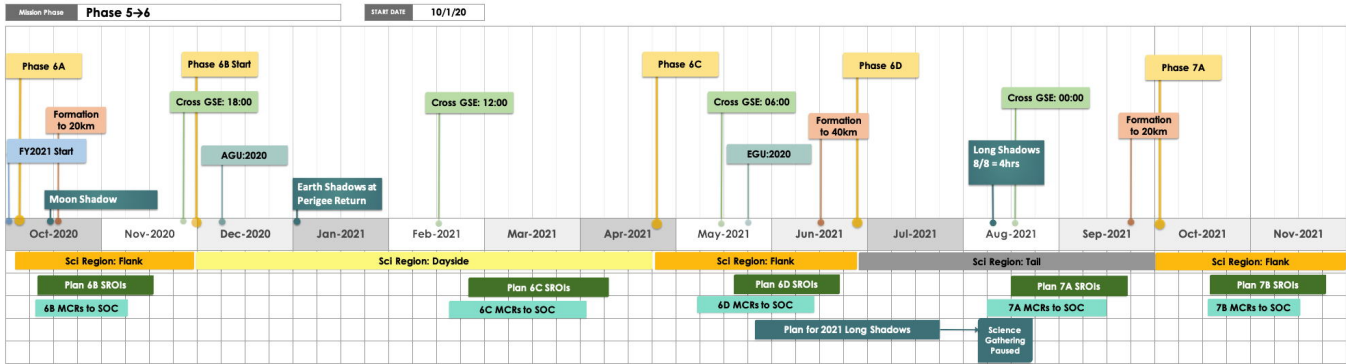 Mission Phase Phase 5→6 START DATE 10/1/20
Phase 6A
Phase 6B Start
Phase 6C
Phase 6D
Phase 7A
Cross GSE: 18:00
Cross GSE: 12:00
Cross GSE: 06:00
Cross GSE: 00:00
Formation
to 20km
Formation
to 40km
Formation
to 20km
FY2021 Start
AGU:2020
EGU:2020
Long Shadows
8/8 = 4hrs
Moon Shadow
Earth Shadows at
Perigee Return
Oct-2020 Nov-2020 Dec-2020 Jan-2021 Feb-2021 Mar-2021 Apr-2021 May-2021 Jun-2021 Jul-2021 Aug-2021 Sep-2021 Oct-2021 Nov-2021
Sci Region: Flank Sci Region: Dayside Sci Region: Flank Sci Region: Tail Sci Region: Flank
Plan 6B SROIs Plan 6C SROIs Plan 6D SROIs Plan 7A SROIs Plan 7B SROIs
6B MCRs to SOC 6C MCRs to SOC 6D MCRs to SOC 7A MCRs to SOC 7B MCRs to SOC
Plan for 2021 Long Shadows
Science
Gathering
Paused